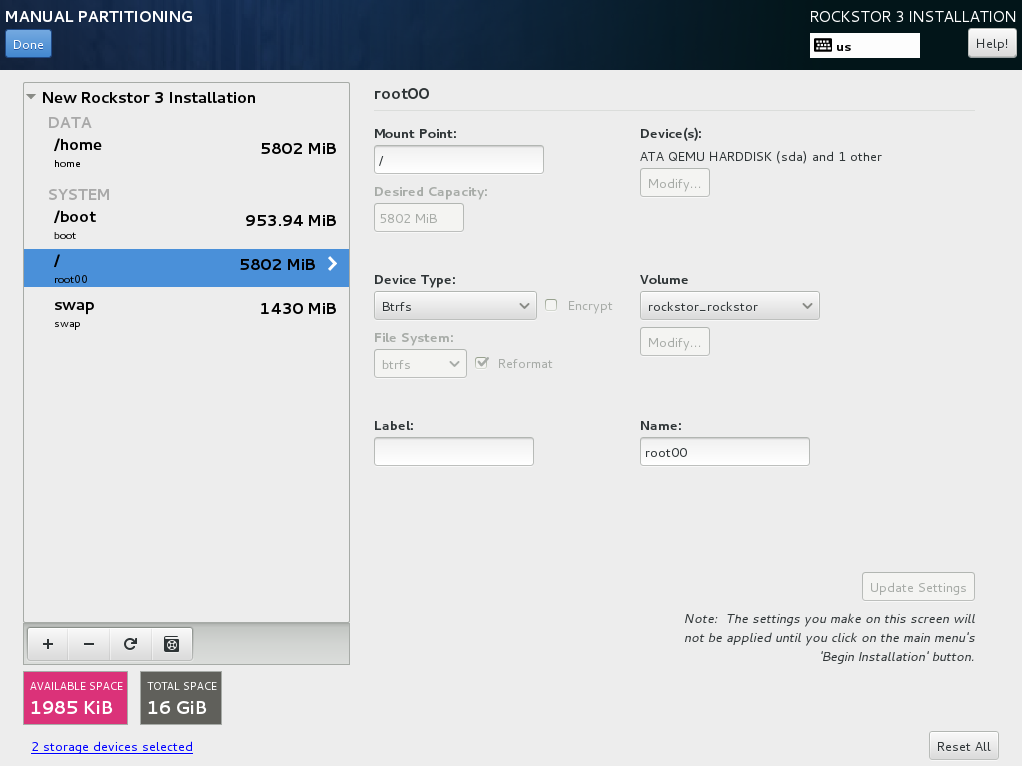 MANUAL PARTITIONING
ROCKSTOR 3 INSTALLATION
Done
us
Help!
New Rockstor 3 Installation
DATA
/home
5802 MiB
home
SYSTEM
/boot
953.94 MiB
boot
/
5802 MiB
root00
swap
1430 MiB
swap
root00
Mount Point:
/
Desired Capacity:
5802 MiB
Device(s):
ATA QEMU HARDDISK (sda) and 1 other
Modify...
Device Type:
Btrfs
Encrypt
File System:
btrfs
Reformat
Volume
rockstor_rockstor
Modify...
Label:
Name:
root00
Update Settings
Note:  The settings you make on this screen will
not be applied until you click on the main menu's
'Begin Installation' button.
+ −
AVAILABLE SPACE
1985 KiB
TOTAL SPACE
16 GiB
2 storage devices selected
Reset All